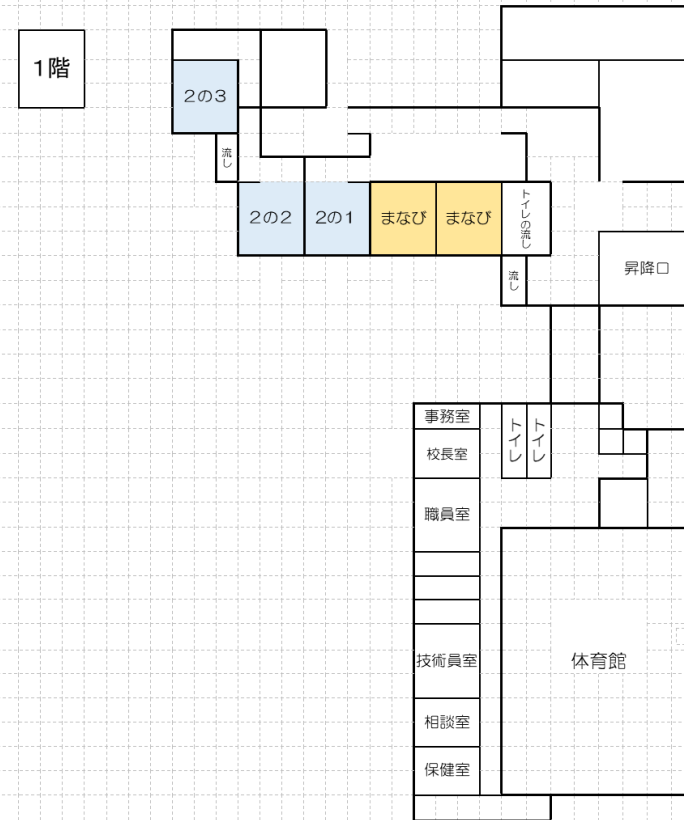 1階
2の3
流し
2の2
2の1
まなび
まなび
トイレの流し
流し
昇降口
事務室
トイレ
トイレ
校長室
職員室
技術員室
体育館
相談室
保健室